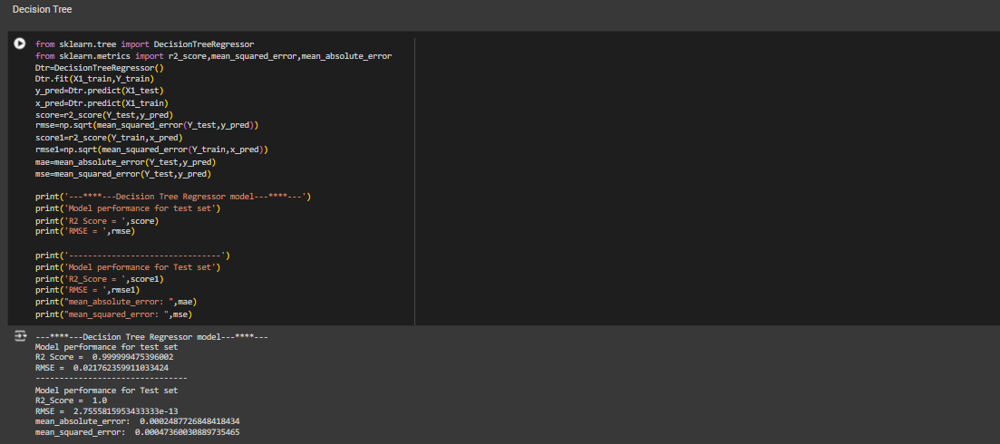 Decision Tree
from sklearn.tree import DecisionTreeRegressor
from sklearn.metrics import r2_score,mean_squared_error,mean_absolute_error
Dtr=DecisionTreeRegressor()
Dtr.fit(X1_train,Y_train)
y_pred=Dtr.predict(X1_test)
x_pred=Dtr.predict(X1_train)
score=r2_score(Y_test,y_pred)
rmse=np.sqrt(mean_squared_error(Y_test,y_pred))
score1=r2_score(Y_train,x_pred)
rmse1=np.sqrt(mean_squared_error(Y_train,x_pred))
mae=mean_absolute_error(Y_test,y_pred)
mse=mean_squared_error(Y_test,y_pred)
print('---****---Decision Tree Regressor model---****---')
print('Model performance for test set')
print('R2 Score = ',score)
print('RMSE = ',rmse)
print('--------------------------------')
print('Model performance for Test set')
print('R2_Score = ',score1)
print('RMSE = ',rmse1)
print("mean_absolute_error: ",mae)
print("mean_squared_error: ",mse)
---****---Decision Tree Regressor model---****---
Model performance for test set
R2 Score =  0.999999475396002
RMSE =  0.021762359911033424
--------------------------------
Model performance for Test set
R2_Score =  1.0
RMSE =  2.7555815953433333e-13
mean_absolute_error:  0.0002487726848418434
mean_squared_error:  0.00047360030889735465